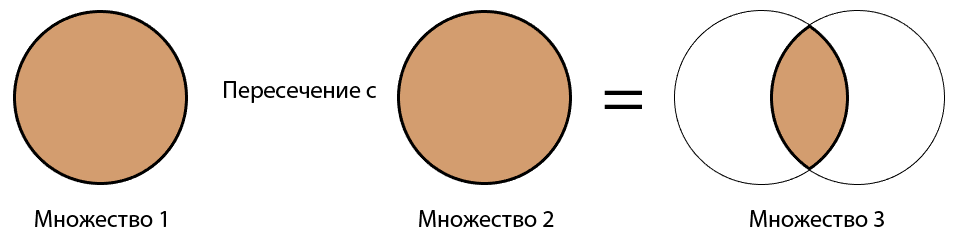 Пересечение с
=
Множество 1
Множество 2
Множество 3